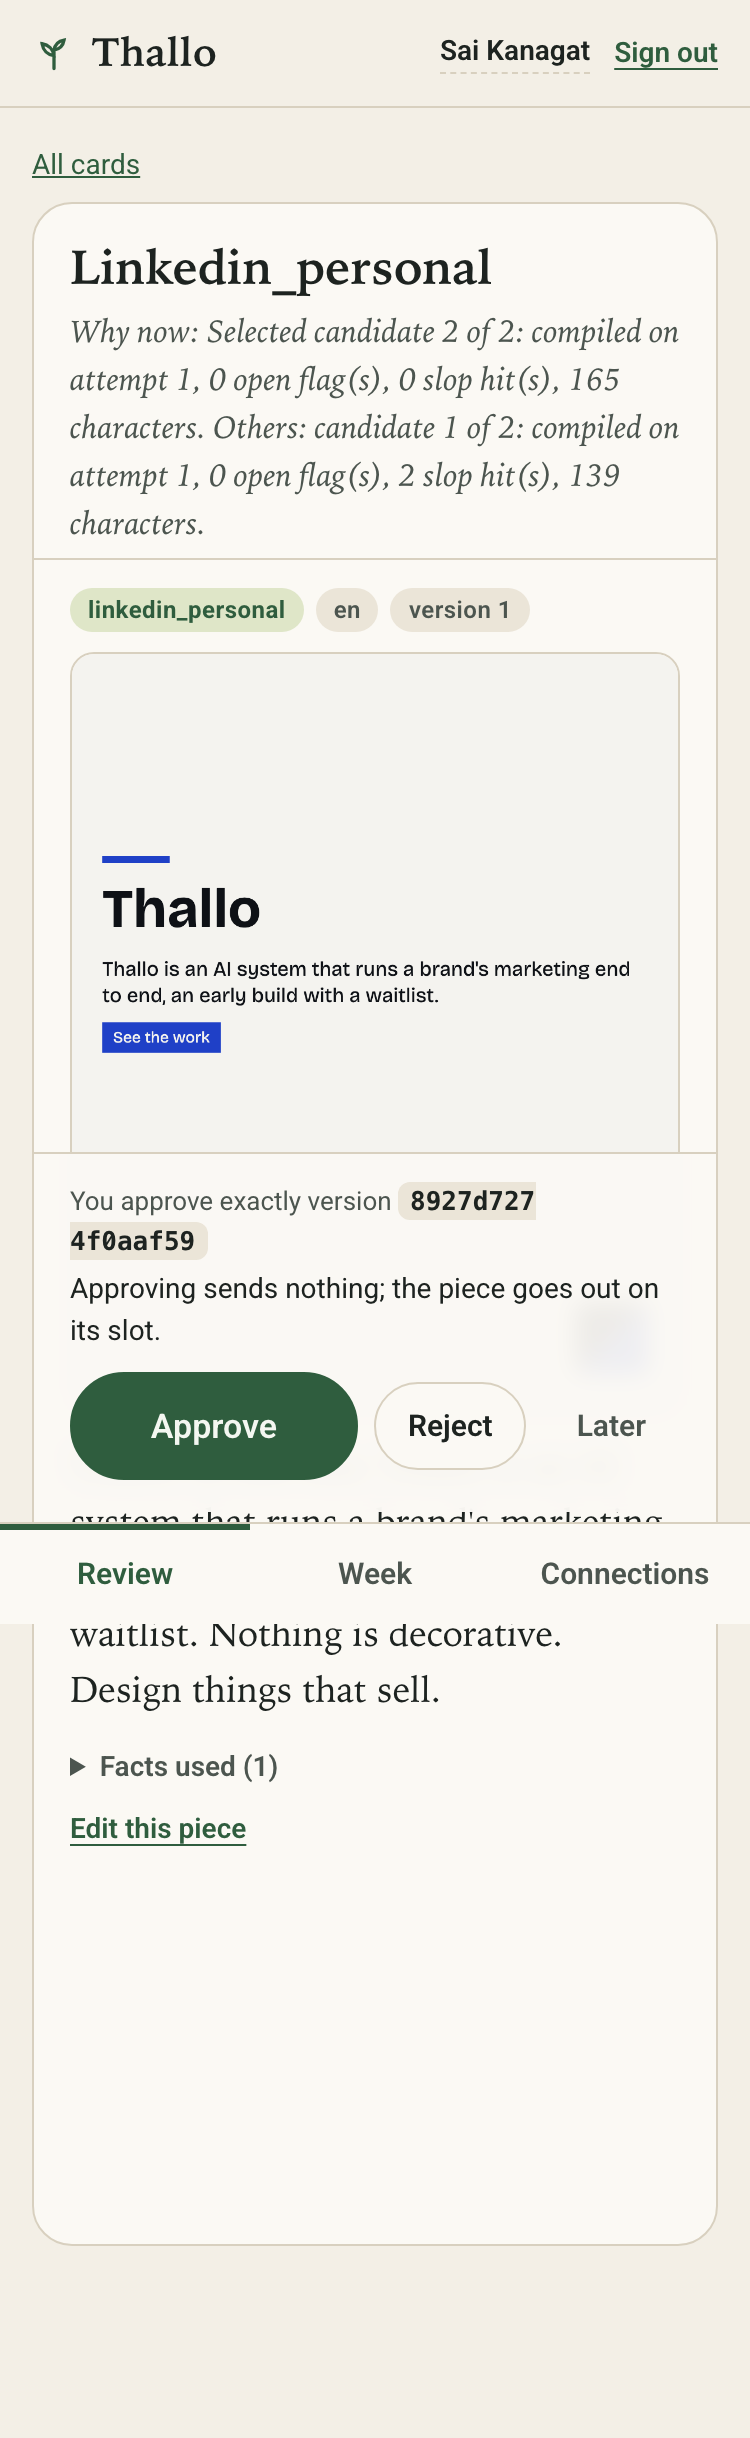 Thallo
Sai Kanagat
Sign out
All cards
Linkedin_personal
Why now: Selected candidate 2 of 2: compiled on
attempt 1, 0 open flag(s), 0 slop hit(s), 165
characters. Others: candidate 1 of 2: compiled on
attempt 1, 0 open flag(s), 2 slop hit(s), 139
characters.
linkedin_personal
en
version 1
Thallo
Thallo is an AI system that runs a brand's marketing end
to end, an early build with a waitlist.
See the work
You approve exactly version 8927d727
4f0aaf59
Approving sends nothing; the piece goes out on
its slot.
Approve
Reject
Later
system that runs a brand's marketing
Review
Week
Connections
waitlist. Nothing is decorative.
Design things that sell.
Facts used (1)
Edit this piece